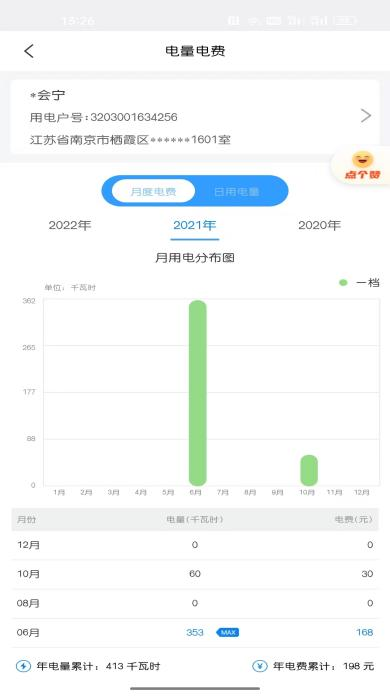 15:26
电量电费
*会宁
用电户号:3203001634256
江苏省南京市栖霞区******1601室
点个赞
月度电费 日用电量
2022年 2021年 2020年
月用电分布图
单位：千瓦时 一档
362
265
177
88
0
1月 2月 3月 4月 5月 6月 7月 8月 9月 10月 11月 12月
月份 电量(千瓦时) 电费(元)
12月 0 0
10月 60 30
08月 0 0
06月 353 MAX 168
年电量累计：413 千瓦时 年电费累计：198 元